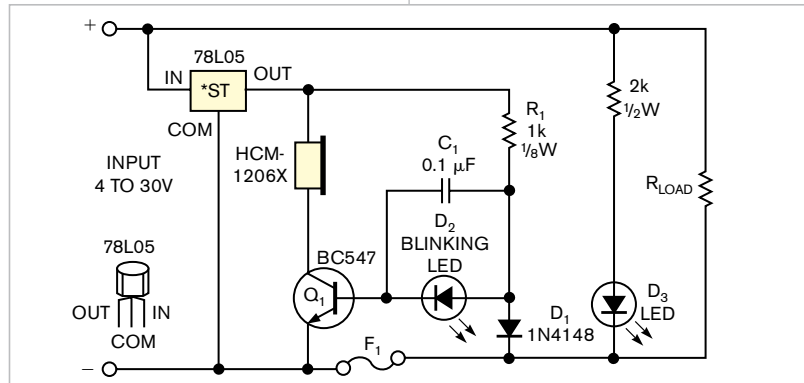 +
78L05
IN
*ST
OUT
COM
INPUT
4 TO 30V
HCM-
1206X
R1
1k
1/8W
C1
0.1 μF
2k
1/2W
RLOAD
D2
BLINKING
LED
BC547
Q1
78L05
OUT
IN
COM
D1
1N4148
D3
LED
F1
−